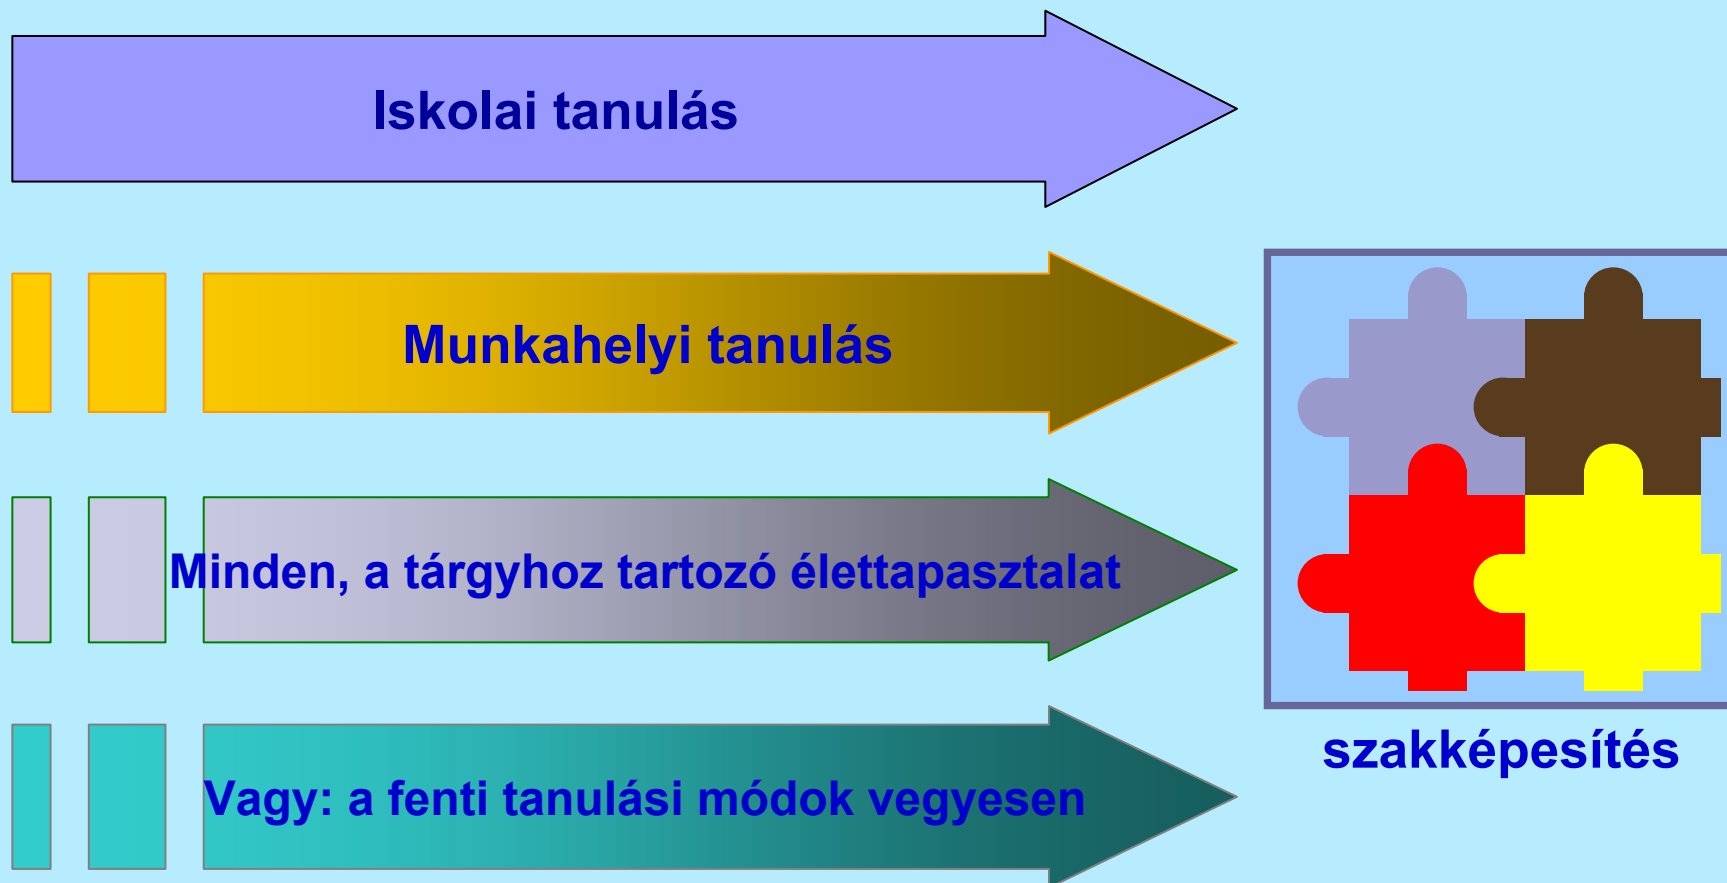 Iskolai tanulás
Munkahelyi tanulás
Minden, a tárgyhoz tartozó élettapasztalat
Vagy: a fenti tanulási módok vegyesen
szakképesítés